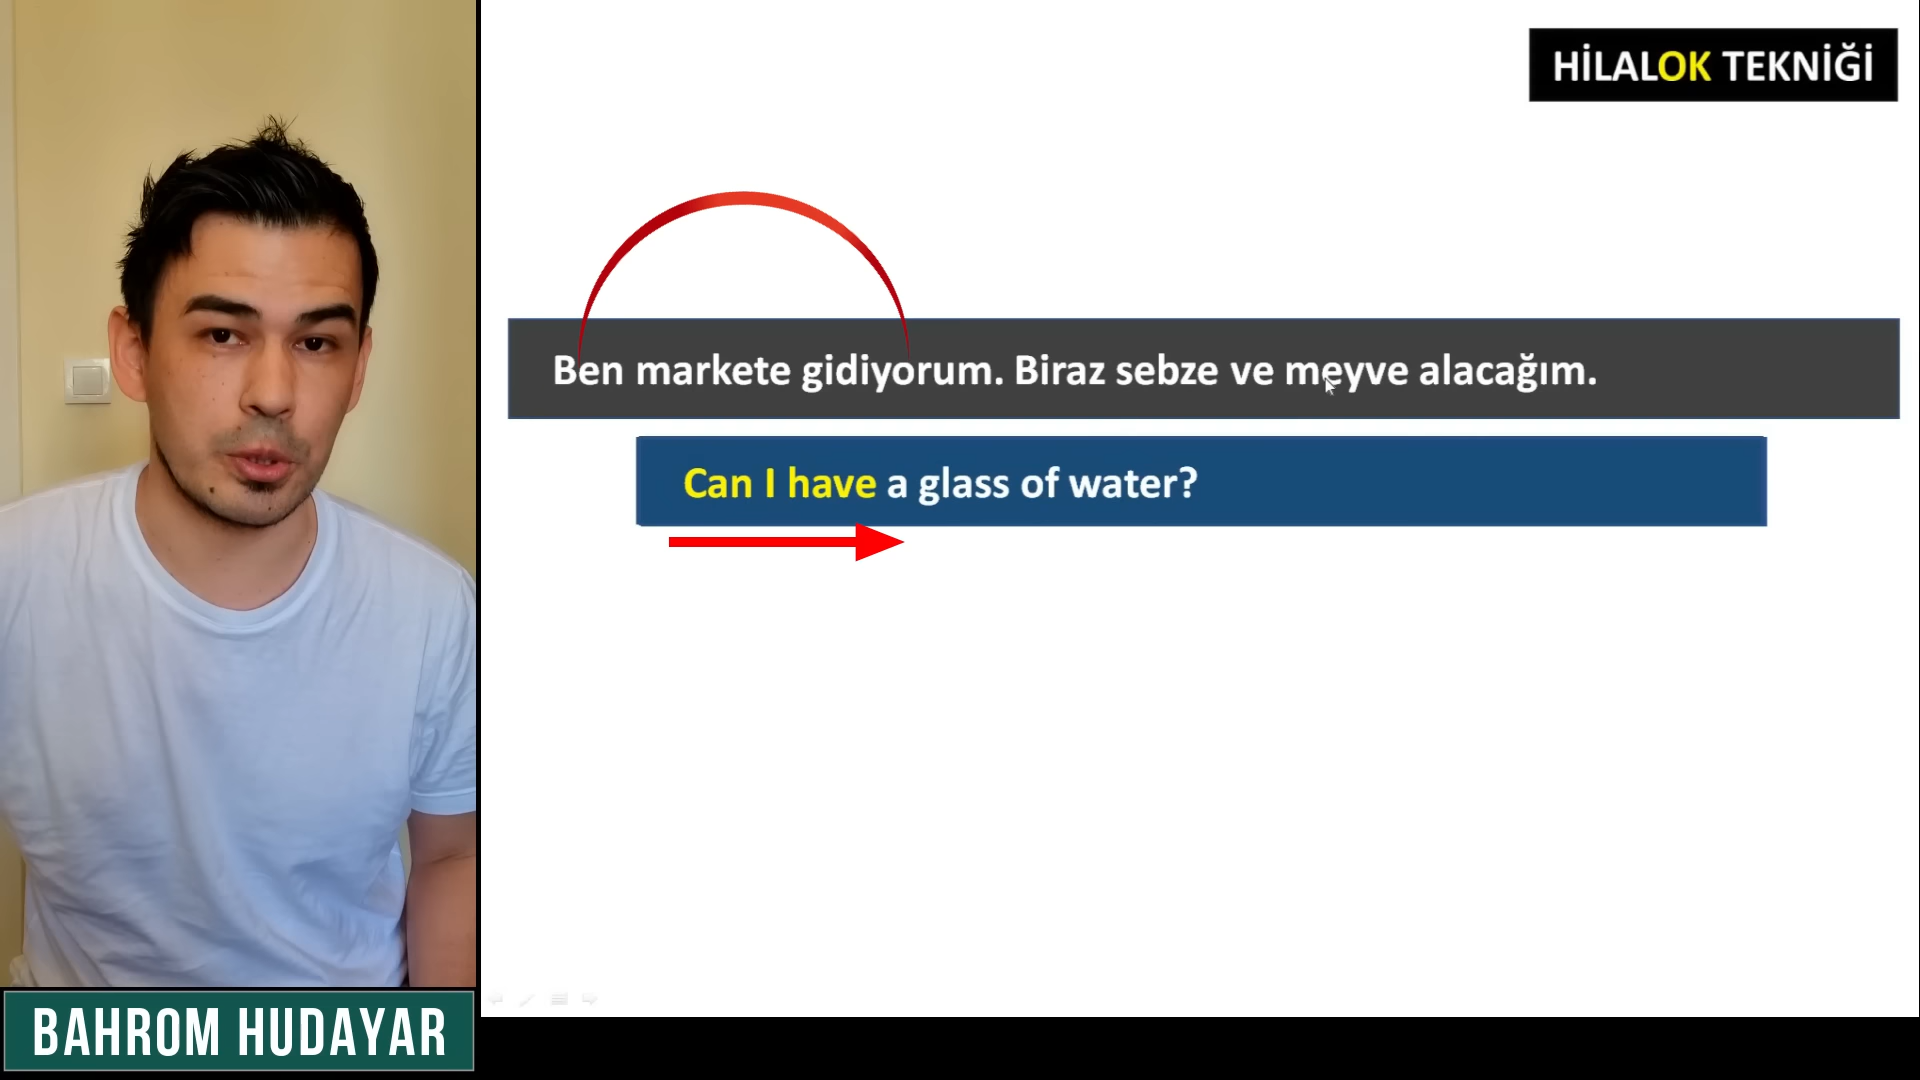 HİLALOK TEKNİĞİ
Ben markete gidiyorum. Biraz sebze ve meyve alacağım.
Can I have a glass of water?
BAHROM HUDAYAR